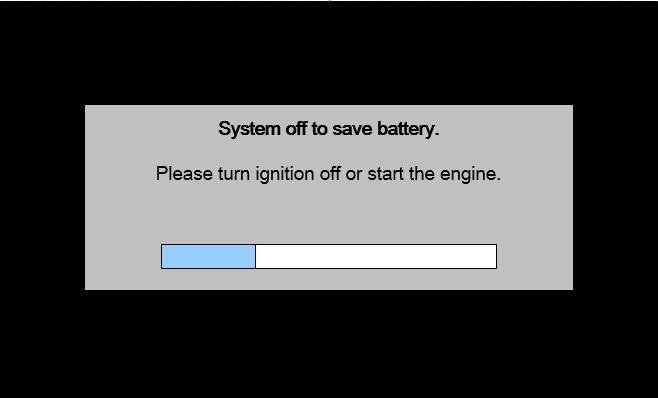 System off to save battery.
Please turn ignition off or start the engine.